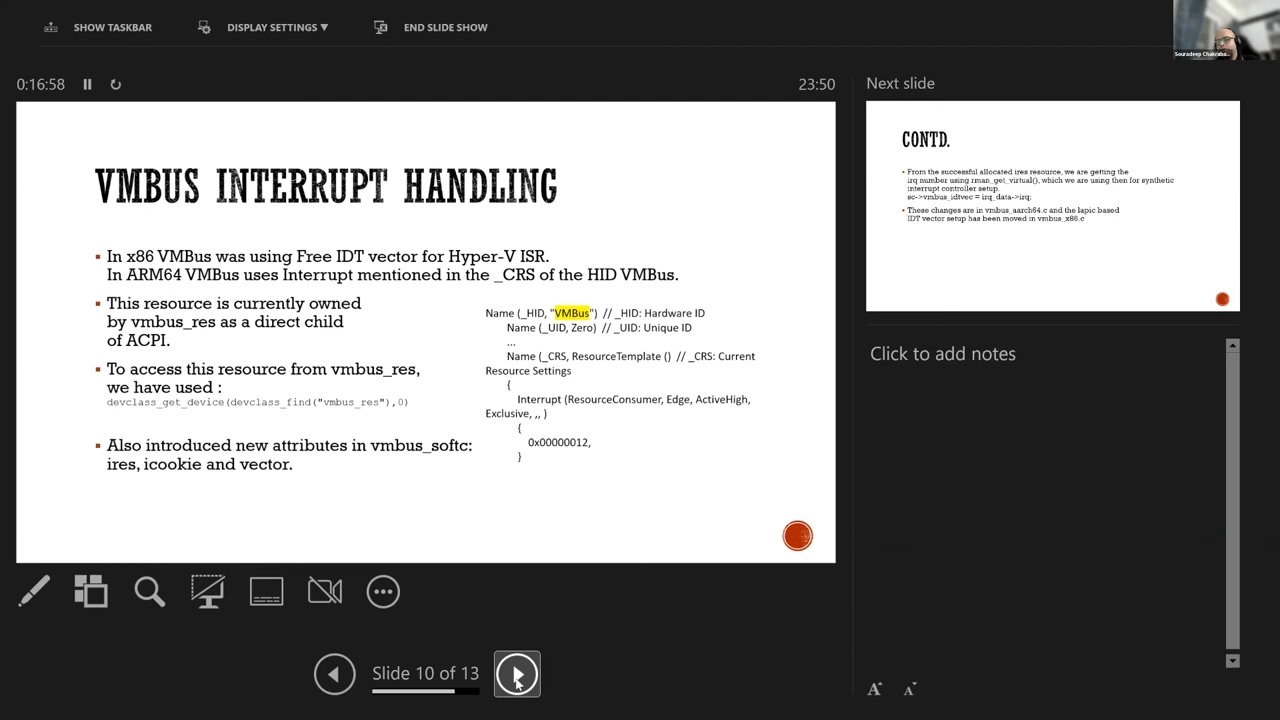 SHOW TASKBAR
DISPLAY SETTINGS ▼
END SLIDE SHOW
Souradeep Chakraba...
0:16:58
23:50
VMBUS INTERRUPT HANDLING
▪ In x86 VMBus was using Free IDT vector for Hyper-V ISR.
In ARM64 VMBus uses Interrupt mentioned in the _CRS of the HID VMBus.
▪ This resource is currently owned
by vmbus_res as a direct child
of ACPI.
▪ To access this resource from vmbus_res,
we have used :
devclass_get_device(devclass_find("vmbus_res"),0)
▪ Also introduced new attributes in vmbus_softc:
ires, icookie and vector.
Name (_HID, "VMBus") // _HID: Hardware ID
Name (_UID, Zero) // _UID: Unique ID
...
Name (_CRS, ResourceTemplate () // _CRS: Current
Resource Settings
{
Interrupt (ResourceConsumer, Edge, ActiveHigh,
Exclusive, ,, )
{
0x00000012,
}
Slide 10 of 13
Next slide
CONTD.
▪ From the successful allocated ires resource, we are getting the
irq number using rman_get_virtual(), which we are using then for synthetic
interrupt controller setup.
sc->vmbus_idtvec = irq_data->irq;
▪ These changes are in vmbus_aarch64.c and the lapic based
IDT vector setup has been moved in vmbus_x86.c
Click to add notes
A A